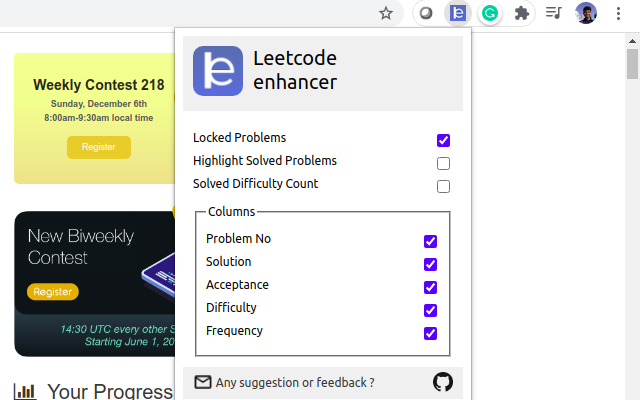 Leetcode
enhancer
Weekly Contest 218
Sunday, December 6th
8:00am-9:30am local time
Register
Locked Problems
Highlight Solved Problems
Solved Difficulty Count
Columns
Problem No
Solution
Acceptance
Difficulty
Frequency
New Biweekly
Contest
Register
14:30 UTC every other S
Starting June 1, 20
Any suggestion or feedback ?
Your Progress